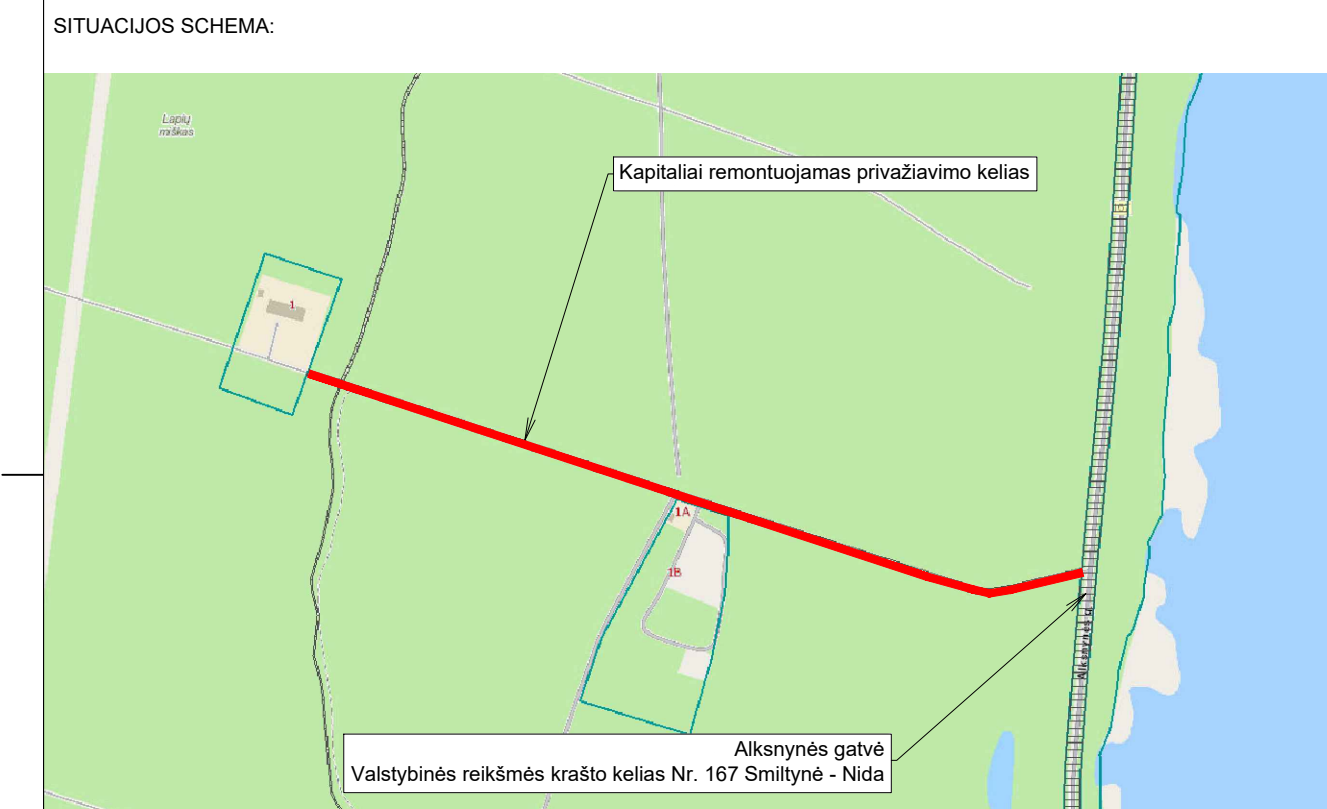 SITUACIJOS SCHEMA:
Lapių
miškas
Kapitaliai remontuojamas privažiavimo kelias
1
1A
1B
Alksnynės g.
Alksnynės gatvė
Valstybinės reikšmės krašto kelias Nr. 167 Smiltynė - Nida